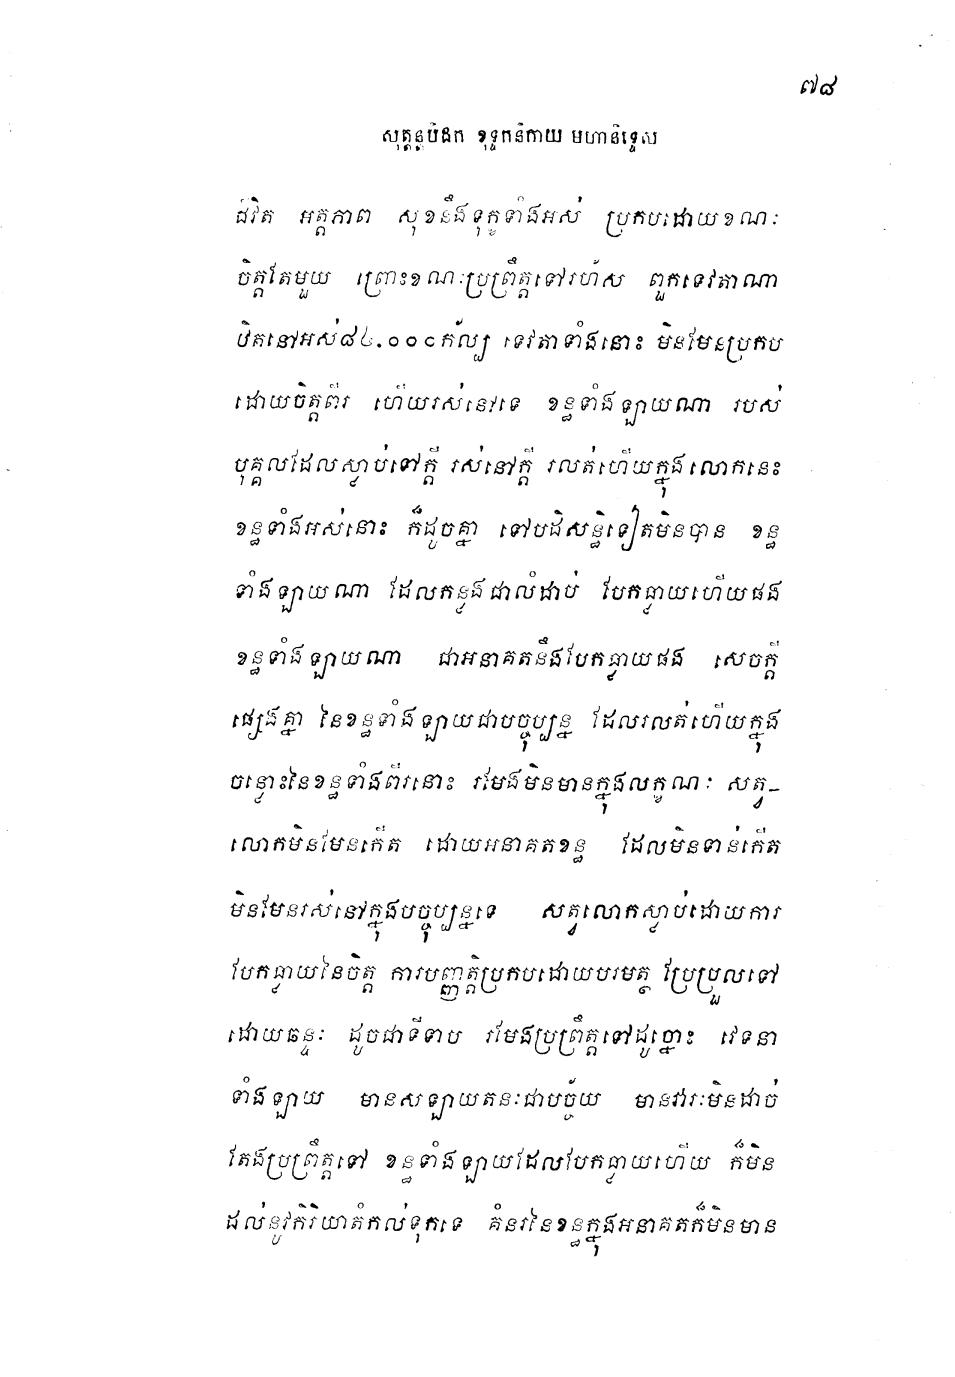 ៧៨
សុត្តន្តបិដក ខុទ្ទកនិកាយ មហានិទ្ទេស
ជីវិត អត្តភាព សុខនឹងទុក្ខទាំងអស់ ប្រកបដោយខណៈ
ចិត្តតែមួយ ព្រោះខណៈប្រព្រឹត្តទៅរហ័ស ពួកទេវតាណា
ឋិតនៅអស់៨៤.០០០កល្ប ទេវតាទាំងនោះ មិនមែនប្រកប
ដោយចិត្តពីរ ហើយរស់នៅទេ ខន្ធទាំងឡាយណា របស់
បុគ្គលដែលស្លាប់ទៅក្តី រស់នៅក្តី រលត់ហើយក្នុងលោកនេះ
ខន្ធទាំងអស់នោះ ក៏ដូចគ្នា ទៅបដិសន្ធិទៀតមិនបាន ខន្ធ
ទាំងឡាយណា ដែលកន្លងជាលំដាប់ បែកធ្លាយហើយផង
ខន្ធទាំងឡាយណា ជាអនាគតនឹងបែកធ្លាយផង សេចក្តី
ផ្សេងគ្នា នៃខន្ធទាំងឡាយជាបច្ចុប្បន្ន ដែលរលត់ហើយក្នុង
ចន្លោះនៃខន្ធទាំងពីរនោះ រមែងមិនមានក្នុងលក្ខណៈ សត្វ-
លោកមិនមែនកើត ដោយអនាគតខន្ធ ដែលមិនទាន់កើត
មិនមែនរស់នៅក្នុងបច្ចុប្បន្នទេ សត្វលោកស្លាប់ដោយការ
បែកធ្លាយនៃចិត្ត ការបញ្ញត្តិប្រកបដោយបរមត្ថ ប្រែប្រួលទៅ
ដោយឆន្ទៈ ដូចជាទីទាប រមែងប្រព្រឹត្តទៅដូច្នោះ វេទនា
ទាំងឡាយ មានសឡាយតនៈជាបច្ច័យ មានវារៈមិនដាច់
តែងប្រព្រឹត្តទៅ ខន្ធទាំងឡាយដែលបែកធ្លាយហើយ ក៏មិន
ដល់នូវកិរិយាតំកល់ទុកទេ គំនរនៃខន្ធក្នុងអនាគតក៏មិនមាន